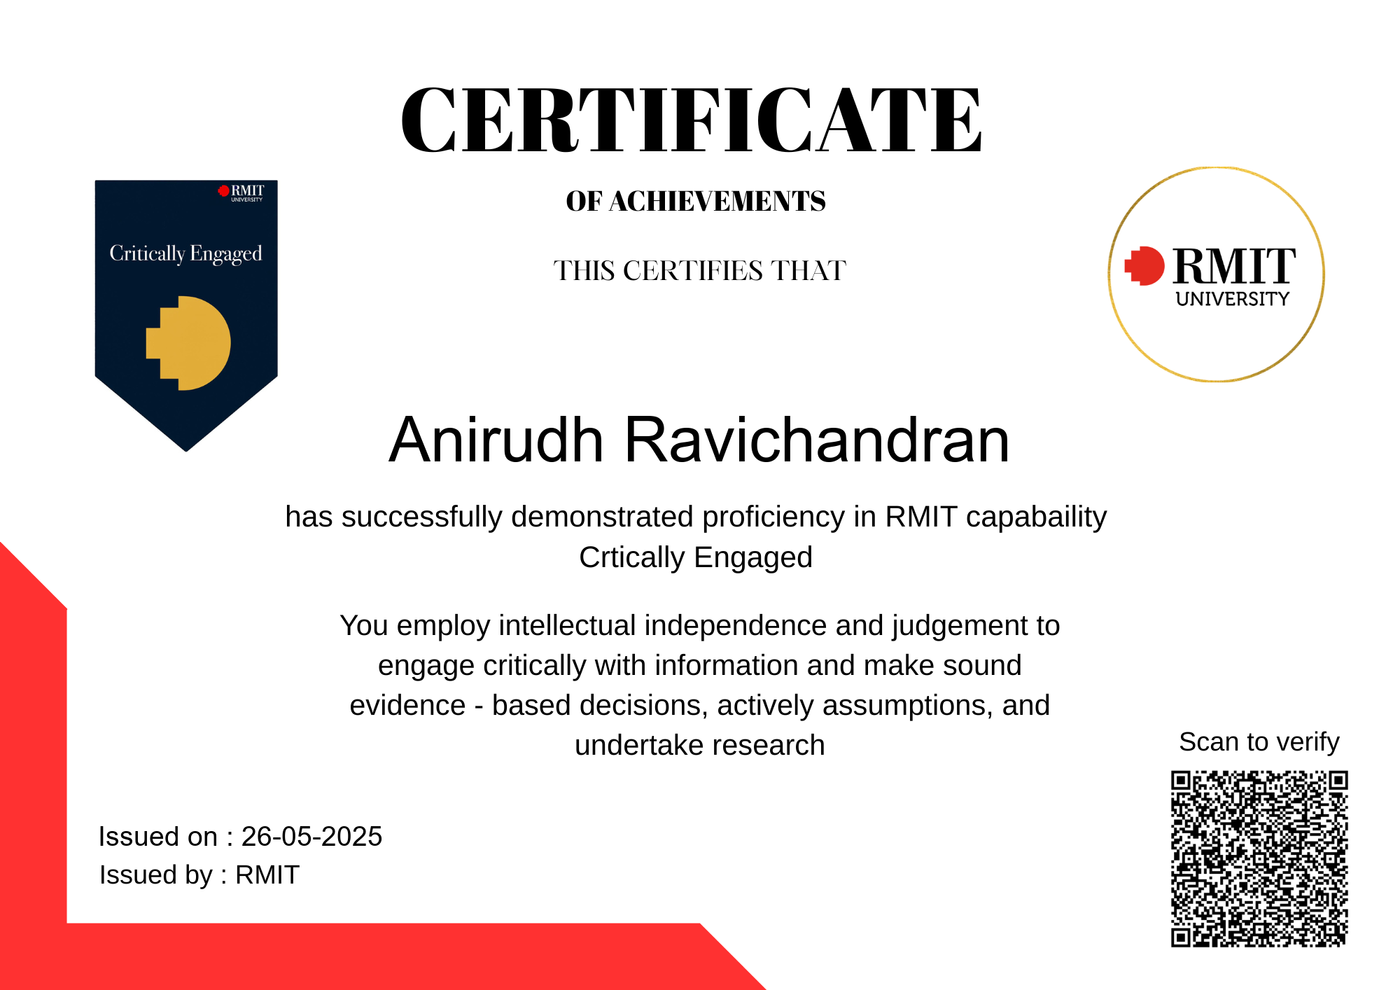 CERTIFICATE
OF ACHIEVEMENTS
THIS CERTIFIES THAT
RMIT
UNIVERSITY
Critically Engaged
RMIT
UNIVERSITY
Anirudh Ravichandran
has successfully demonstrated proficiency in RMIT capabaility
Crtically Engaged
You employ intellectual independence and judgement to
engage critically with information and make sound
evidence - based decisions, actively assumptions, and
undertake research
Scan to verify
Issued on : 26-05-2025
Issued by : RMIT